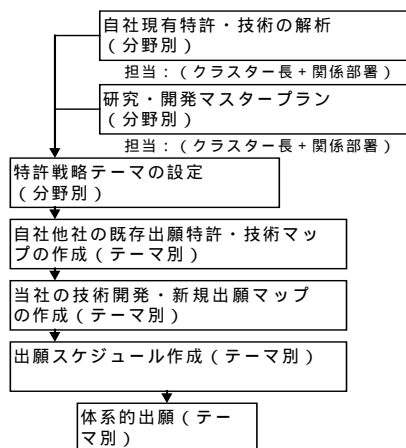 自社現有特許・技術の解析
(分野別)
担当:(クラスター長+関係部署)
研究・開発マスタープラン
(分野別)
担当:(クラスター長+関係部署)
特許戦略テーマの設定
(分野別)
自社他社の既存出願特許・技術マッ
プの作成(テーマ別)
当社の技術開発・新規出願マップ
の作成(テーマ別)
出願スケジュール作成(テーマ別)
体系的出願(テー
マ別)